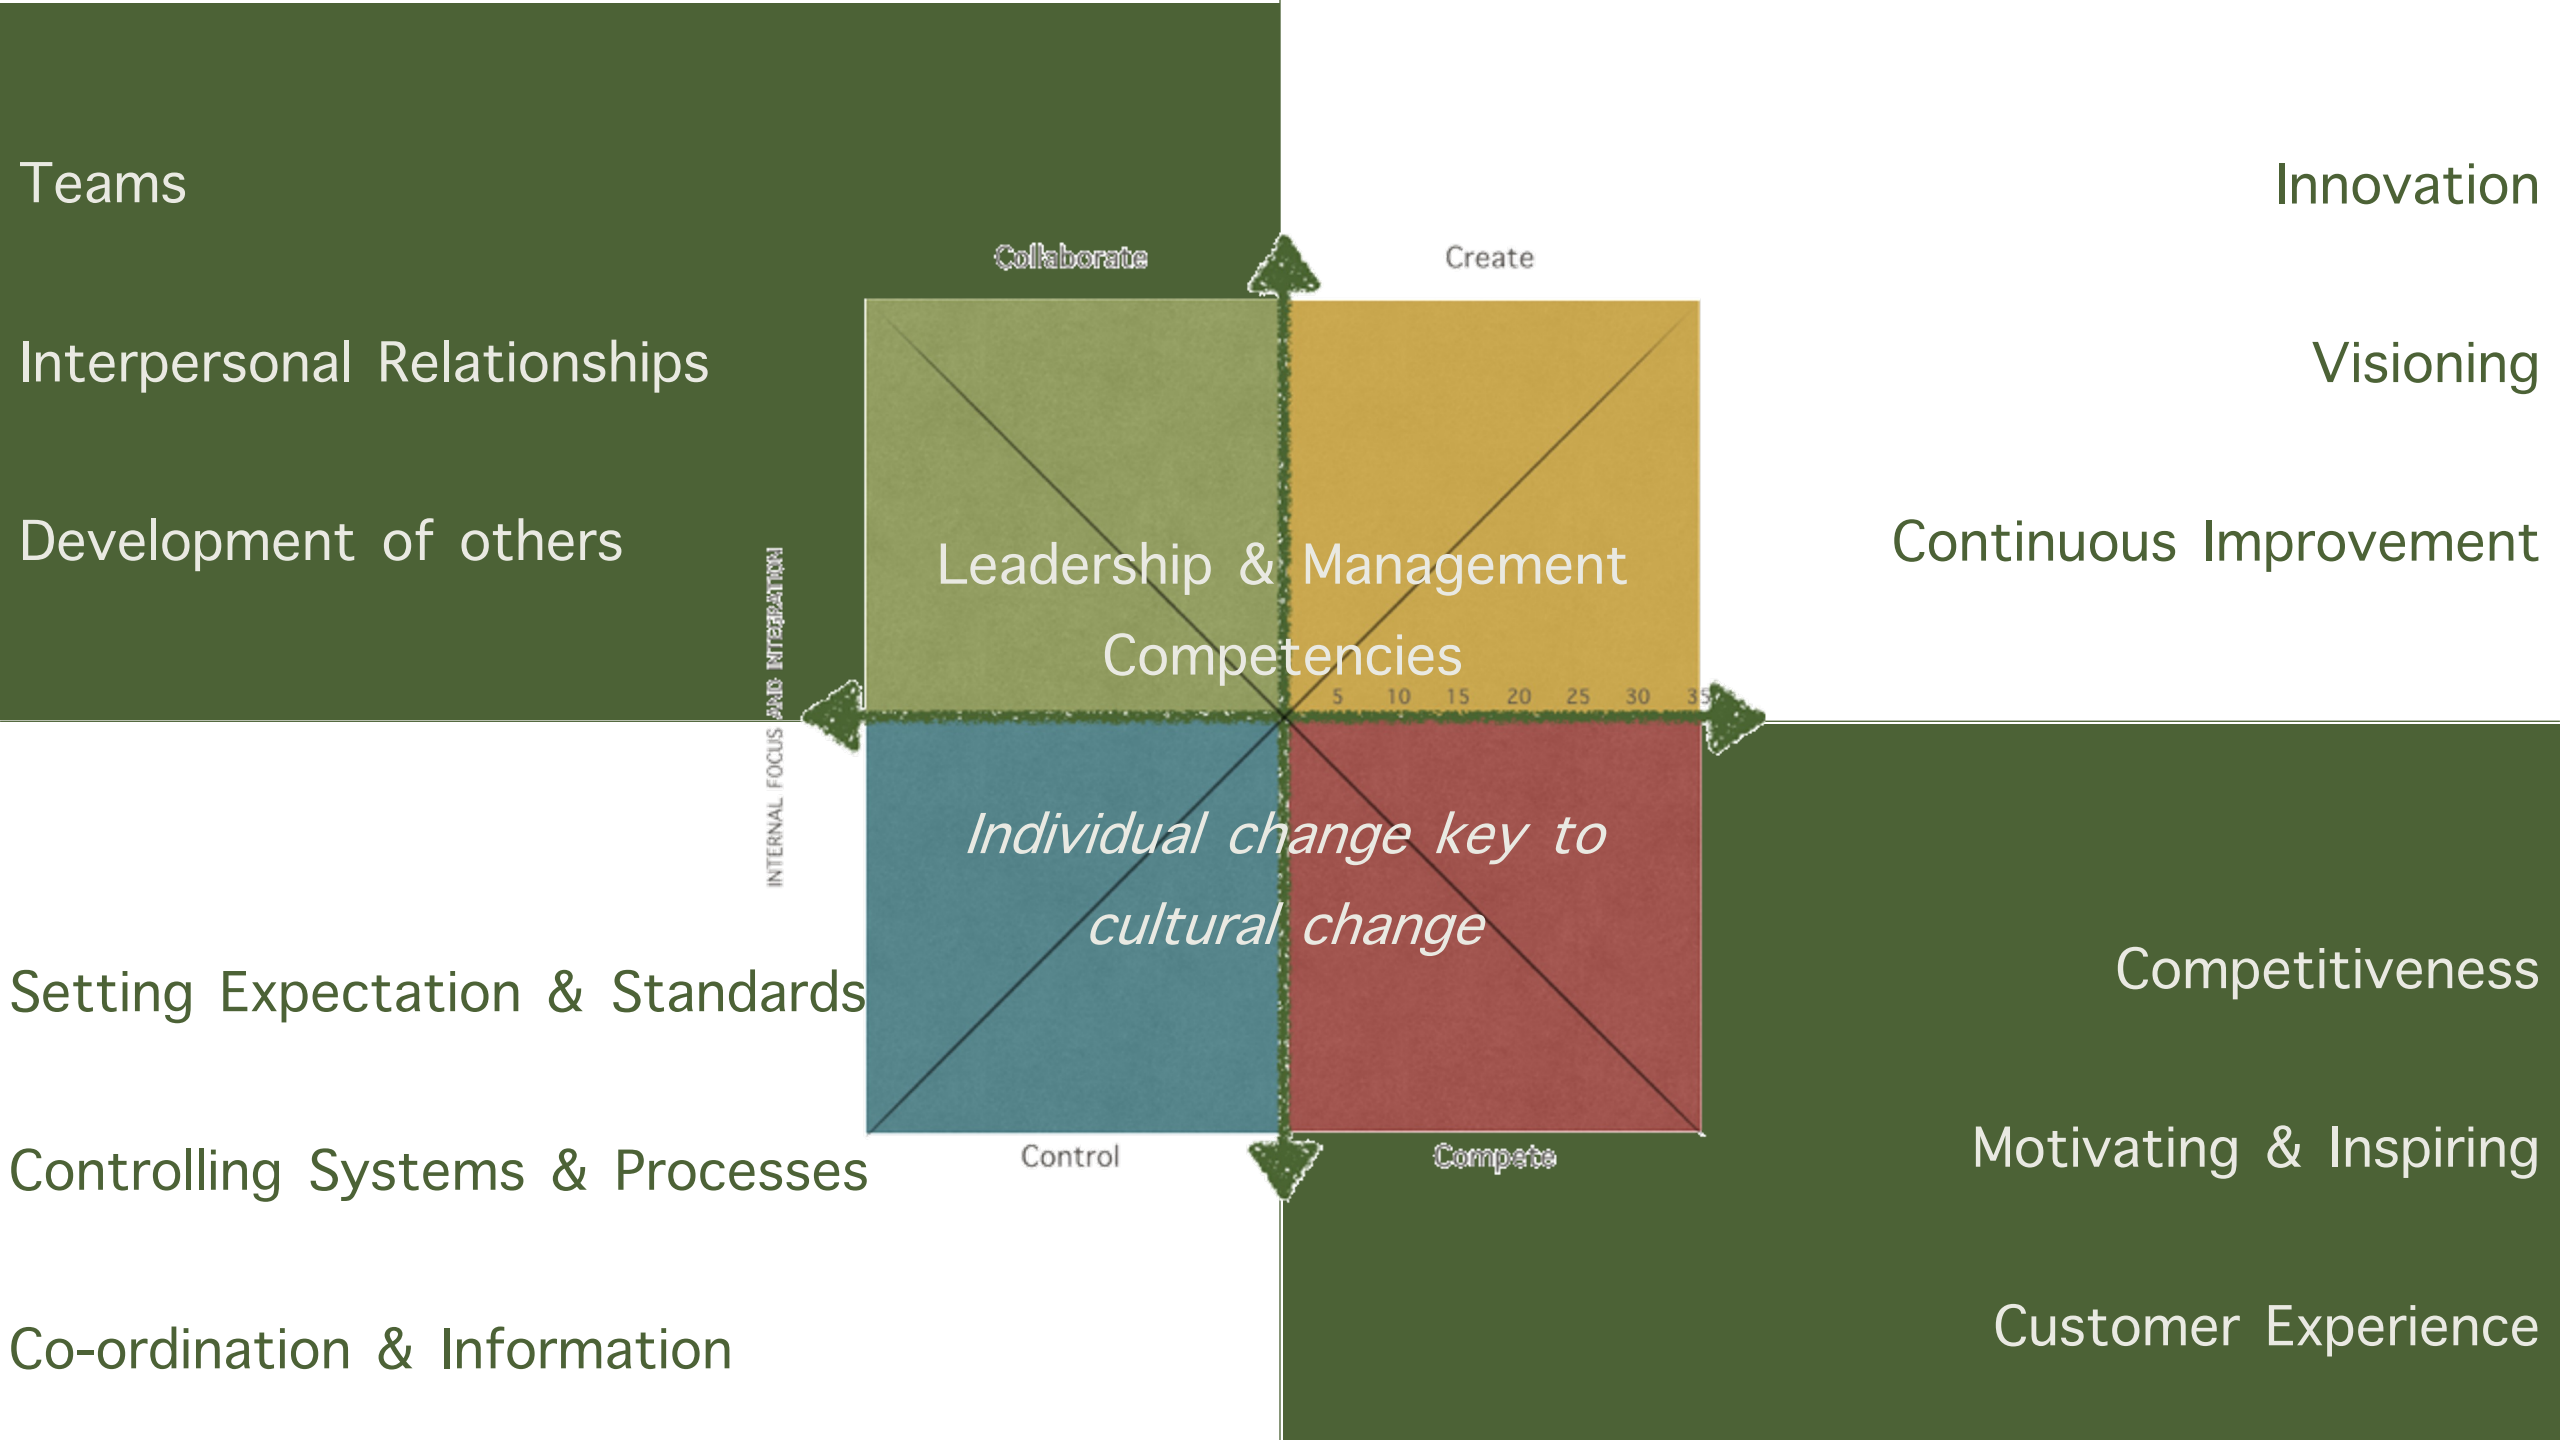 Teams
Interpersonal Relationships
Development of others
Innovation
Visioning
Continuous Improvement
Collaborate
Create
Leadership & Management
Competencies
5 10 15 20 25 30 35
INTERNAL FOCUS AND INTEGRATION
Individual change key to
cultural change
Control
Compete
Setting Expectation & Standards
Controlling Systems & Processes
Co-ordination & Information
Competitiveness
Motivating & Inspiring
Customer Experience